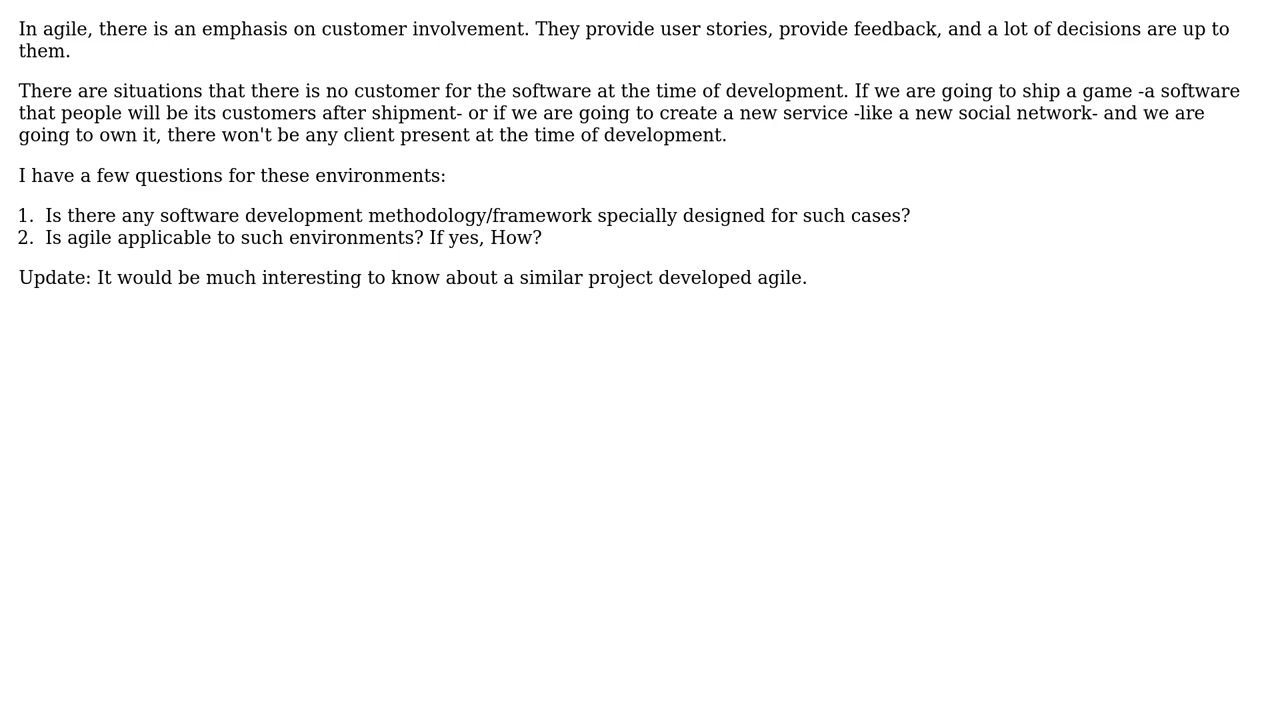 In agile, there is an emphasis on customer involvement. They provide user stories, provide feedback, and a lot of decisions are up to
them.
There are situations that there is no customer for the software at the time of development. If we are going to ship a game -a software
that people will be its customers after shipment- or if we are going to create a new service -like a new social network- and we are
going to own it, there won't be any client present at the time of development.
I have a few questions for these environments:
1. Is there any software development methodology/framework specially designed for such cases?
2. Is agile applicable to such environments? If yes, How?
Update: It would be much interesting to know about a similar project developed agile.